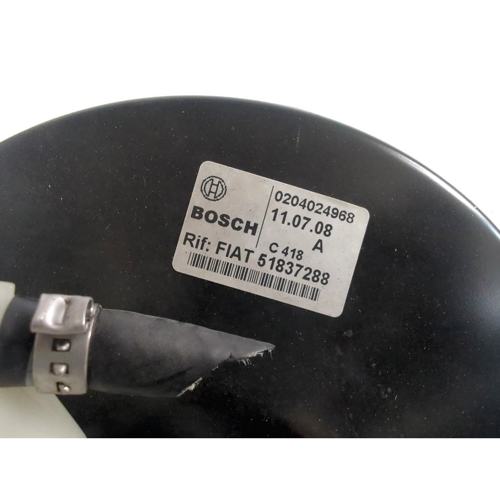 0204024968
BOSCH 11.07.08
C 418 A
Rif: FIAT 51837288